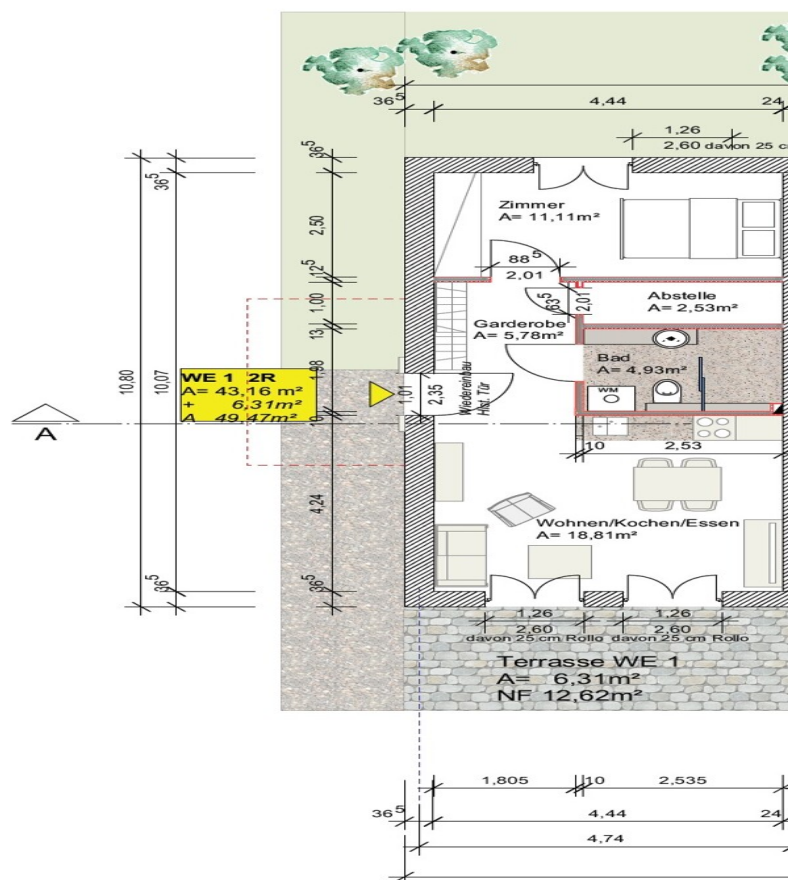 36⁵
4,44
24
1,26
2,60 davon 25 cm
36⁵
36⁵
2,50
12⁵
1,00
13
1,98
10
4,24
36⁵
10,80
10,07
36⁵
Zimmer
A= 11,11m²
88⁵
2,01
63⁵
2,01
Abstelle
A= 2,53m²
Garderobe
A= 5,78m²
Bad
A= 4,93m²
WM
WE 1 2R
A= 43,16 m²
+ 6,31m²
A 49,47m²
1,01
2,35
Wiedereinbau
Hist. Tür
A
10
2,53
Wohnen/Kochen/Essen
A= 18,81m²
1,26
1,26
2,60
2,60
davon 25 cm Rollo
davon 25 cm Rollo
Terrasse WE 1
A= 6,31m²
NF 12,62m²
1,805
10
2,535
36⁵
4,44
24
4,74